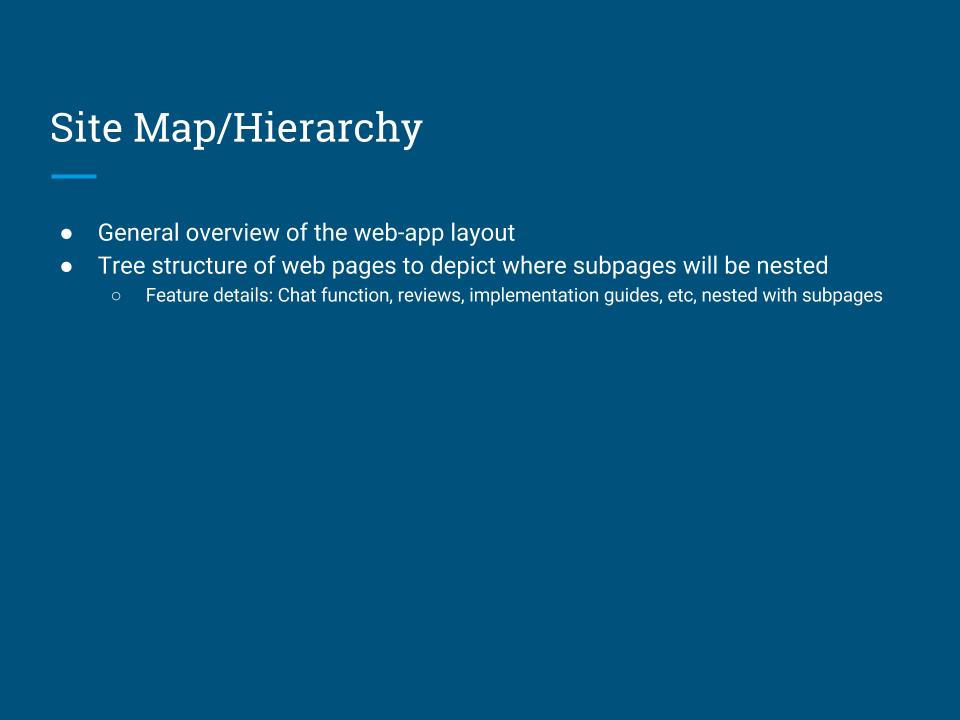 Site Map/Hierarchy
● General overview of the web-app layout
● Tree structure of web pages to depict where subpages will be nested
○ Feature details: Chat function, reviews, implementation guides, etc, nested with subpages